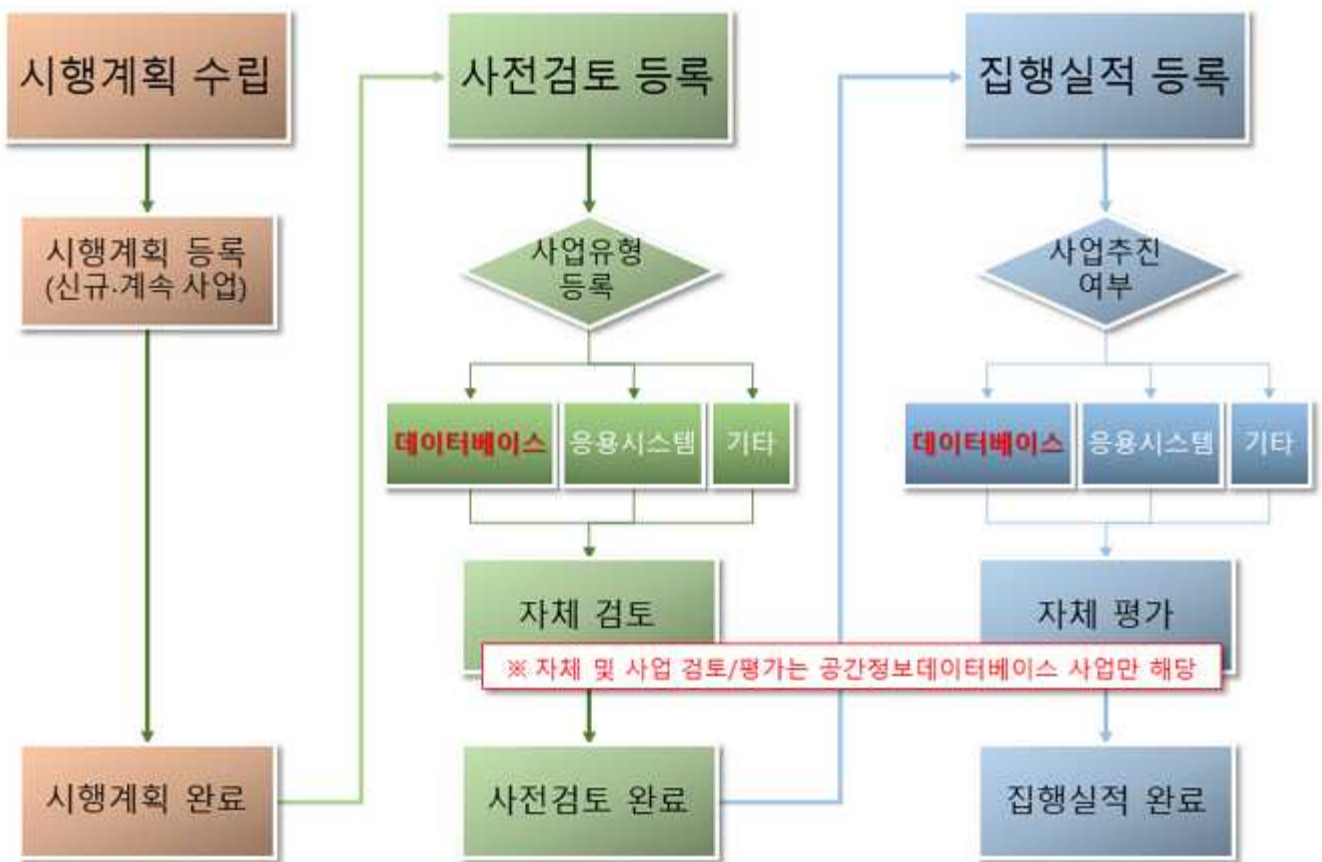 시행계획 수립
시행계획 등록
(신규·계속 사업)
시행계획 완료
사전검토 등록
사업유형
등록
데이터베이스
응용시스템
기타
자체 검토
사전검토 완료
집행실적 등록
사업추진
여부
데이터베이스
응용시스템
기타
자체 평가
※ 자체 및 사업 검토/평가는 공간정보데이터베이스 사업만 해당
집행실적 완료